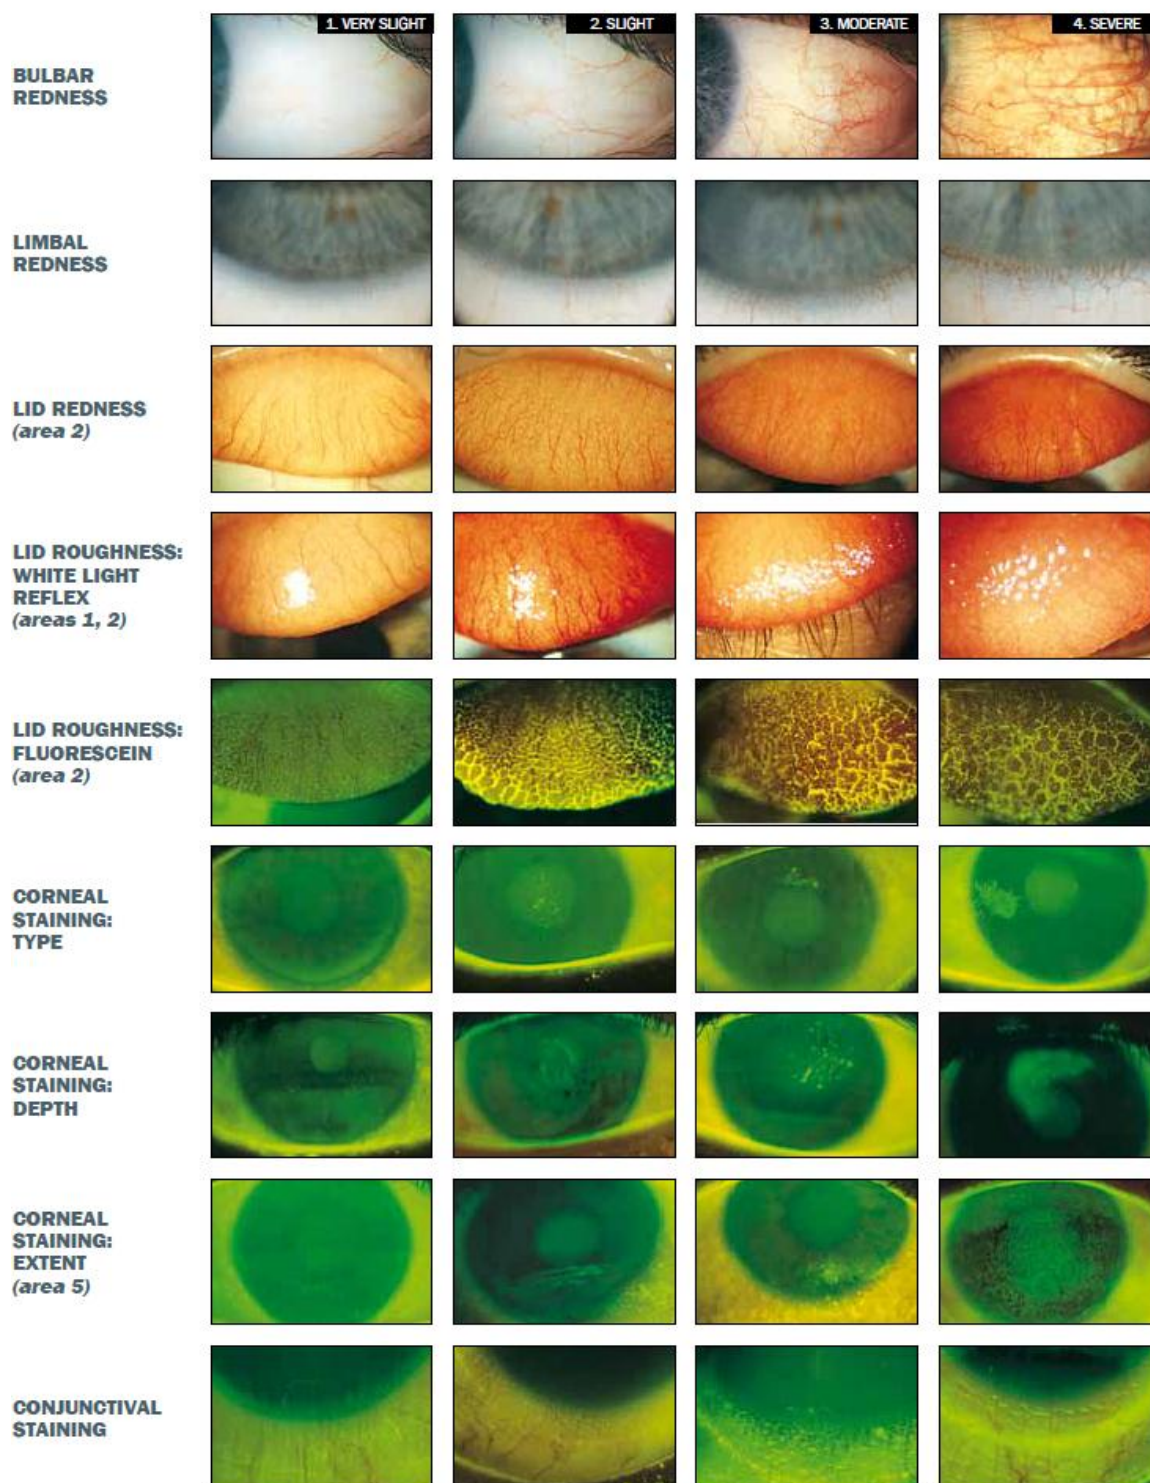 1. VERY SLIGHT
2. SLIGHT
3. MODERATE
4. SEVERE
BULBAR
REDNESS
LIMBAL
REDNESS
LID REDNESS
(area 2)
LID ROUGHNESS:
WHITE LIGHT
REFLEX
(areas 1, 2)
LID ROUGHNESS:
FLUORESCEIN
(area 2)
CORNEAL
STAINING:
TYPE
CORNEAL
STAINING:
DEPTH
CORNEAL
STAINING:
EXTENT
(area 5)
CONJUNCTIVAL
STAINING